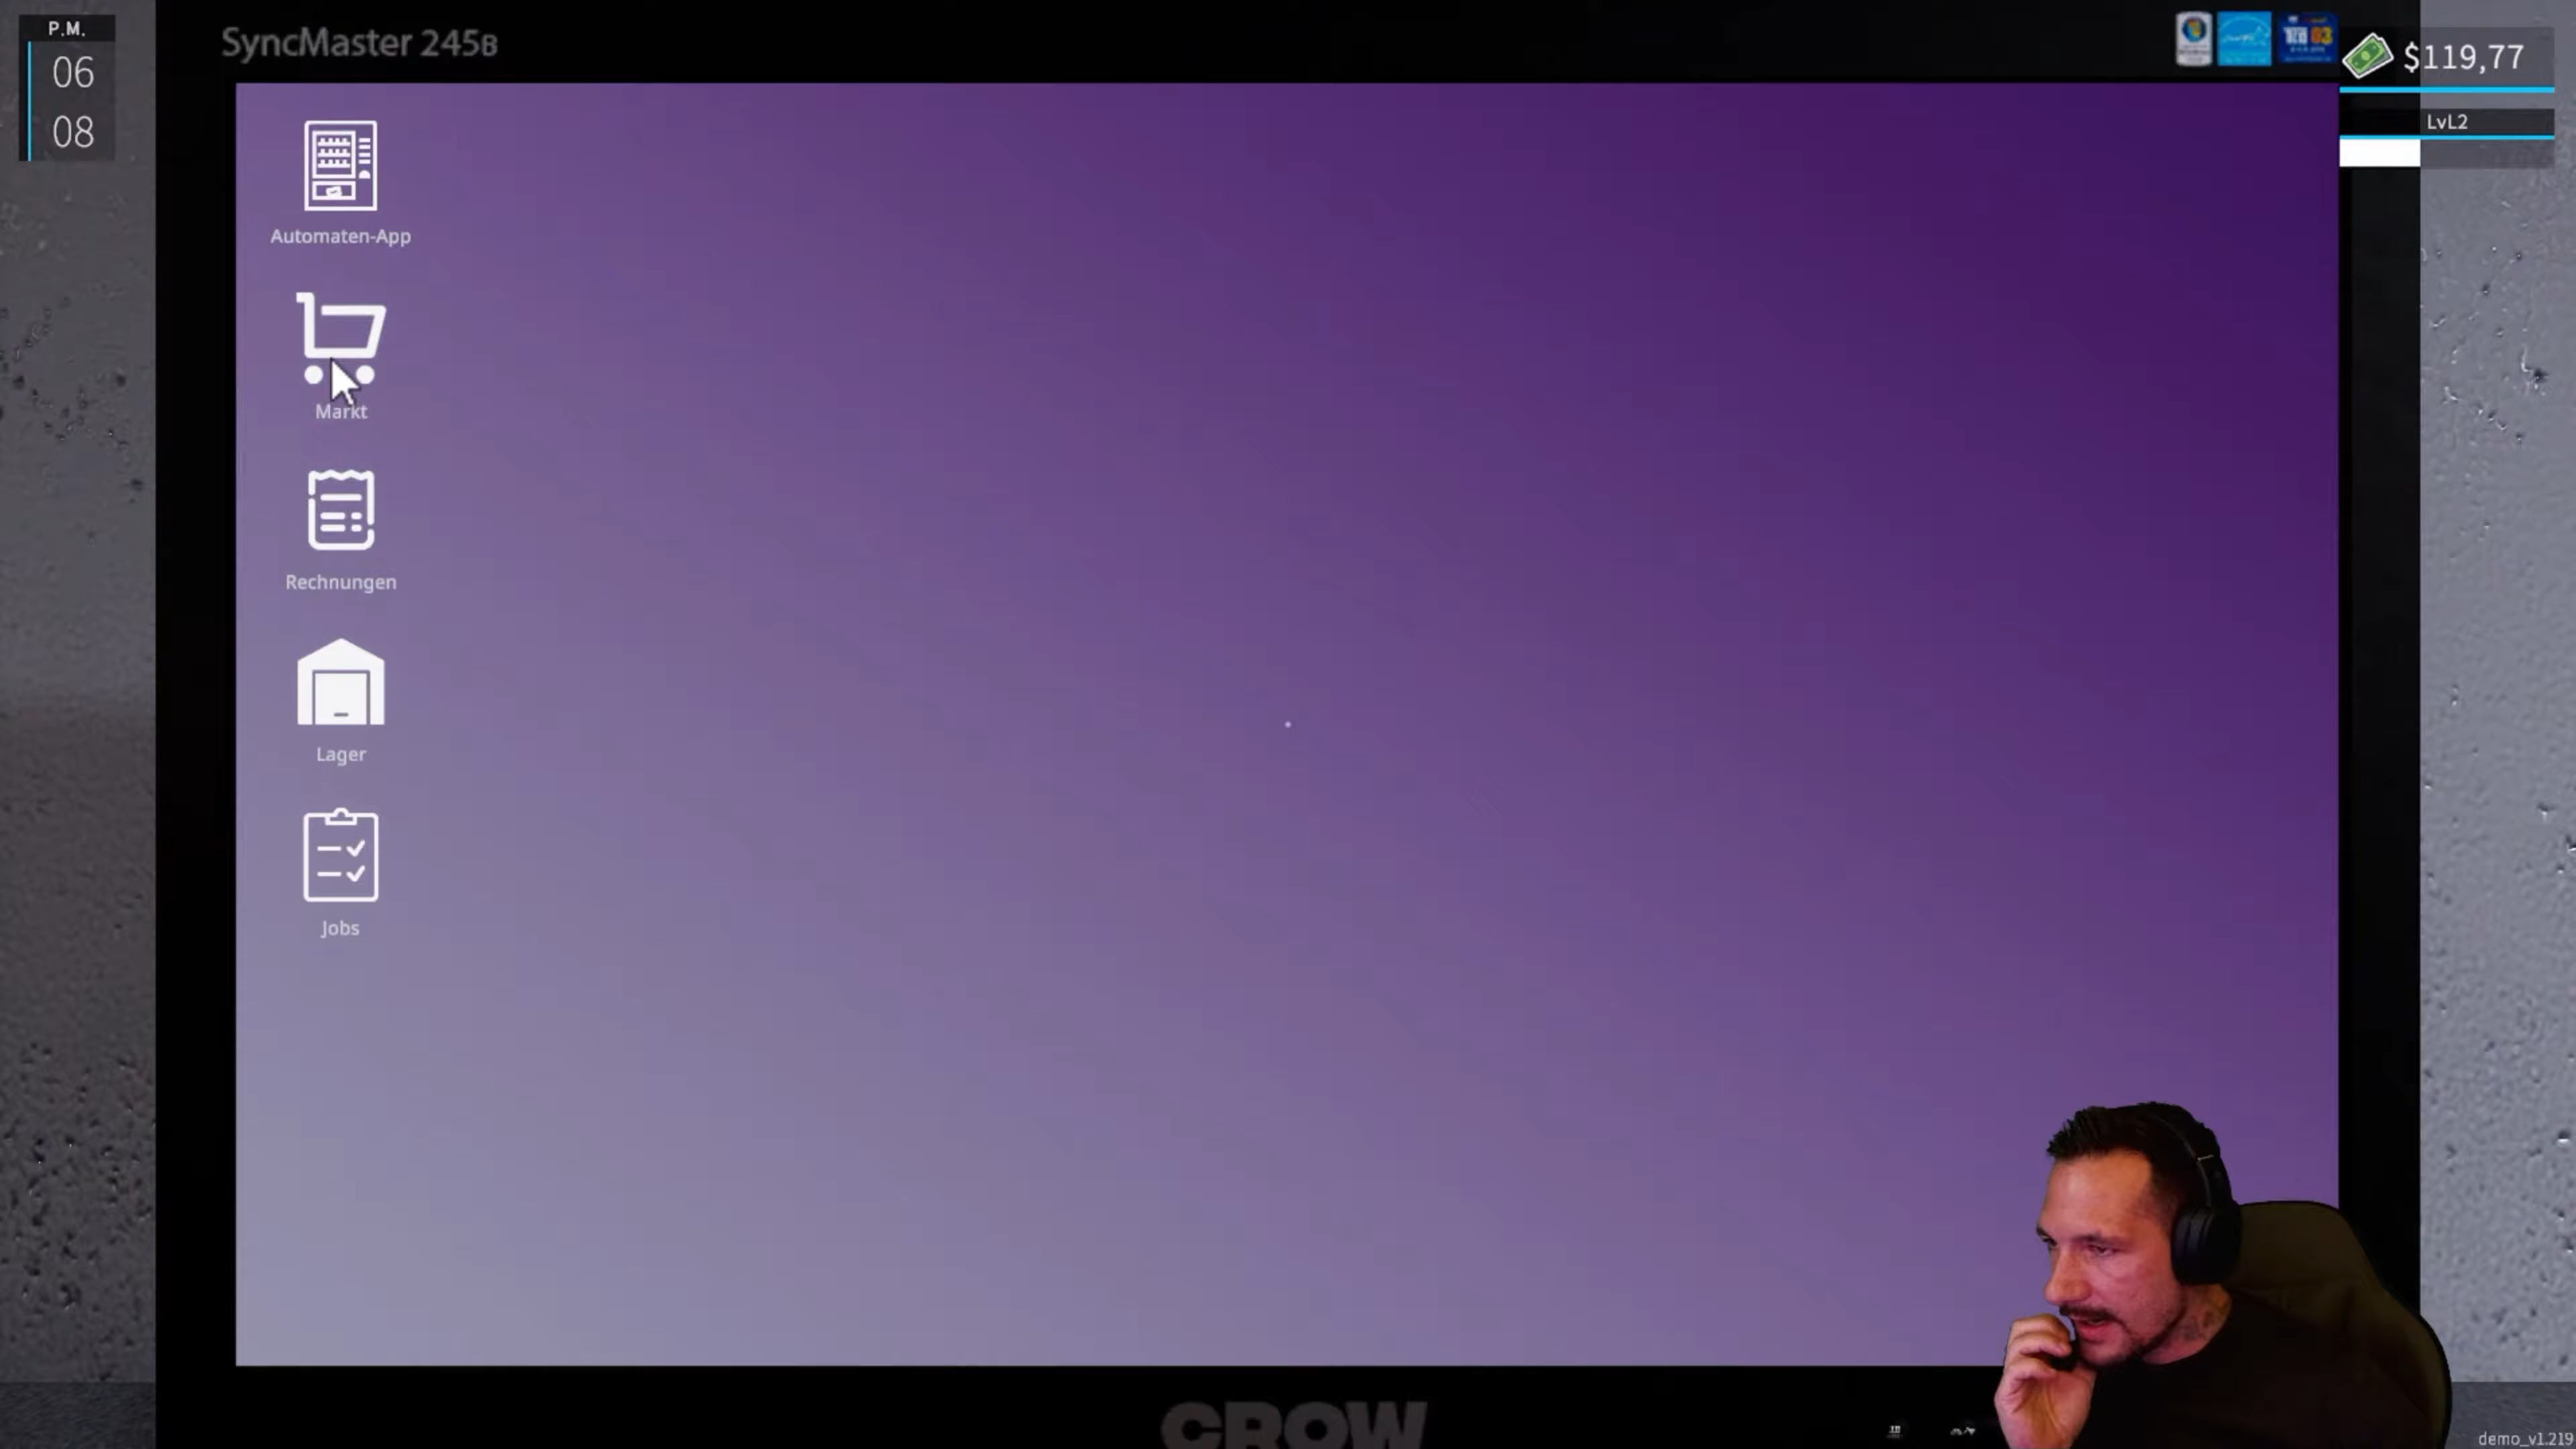 P.M.
06
08
SyncMaster 245B
$119,77
LvL2
Automaten-App
Markt
Rechnungen
Lager
Jobs
CROW
demo_v1.219